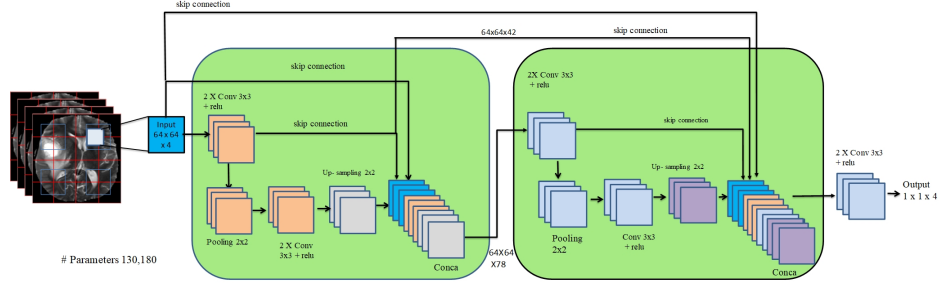 skip connection
64x64x42
skip connection
skip connection
2X Conv 3x3
+ relu
2 X Conv 3x3
+ relu
Input
64 x 64
x 4
skip connection
skip connection
2 X Conv 3x3
+ relu
Up- sampling 2x2
Up- sampling 2x2
Output
1 x 1 x 4
Pooling 2x2
2 X Conv
3x3 + relu
Pooling
2x2
Conv 3x3
+ relu
# Parameters 130,180
Conca
64X64
X78
Conca